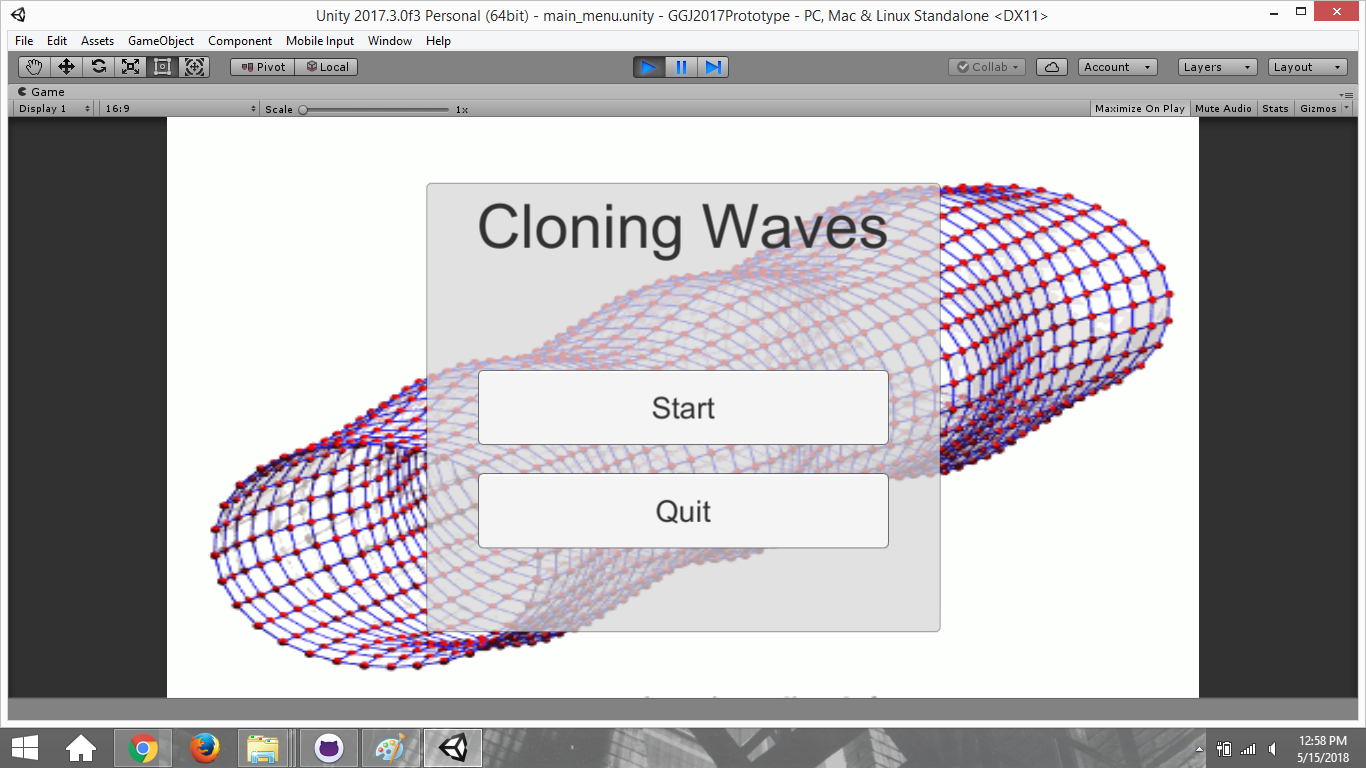 Unity 2017.3.0f3 Personal (64bit) - main_menu.unity - GGJ2017Prototype - PC, Mac & Linux Standalone <DX11>
File Edit Assets GameObject Component Mobile Input Window Help
Pivot Local Collab Account Layers Layout
Game
Display 1 16:9 Scale 1x Maximize On Play Mute Audio Stats Gizmos
Cloning Waves
Start
Quit
12:58 PM
5/15/2018